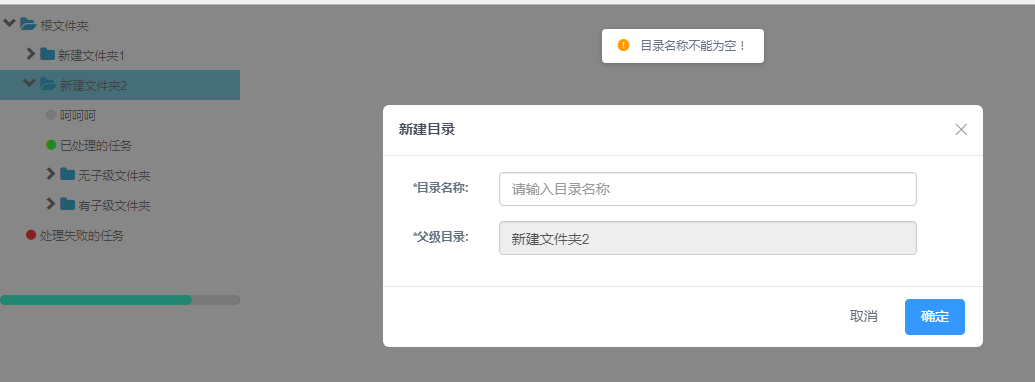 根文件夹
新建文件夹1
新建文件夹2
呵呵呵
已处理的任务
无子级文件夹
有子级文件夹
处理失败的任务
目录名称不能为空！
新建目录
*目录名称: 请输入目录名称
*父级目录: 新建文件夹2
取消 确定